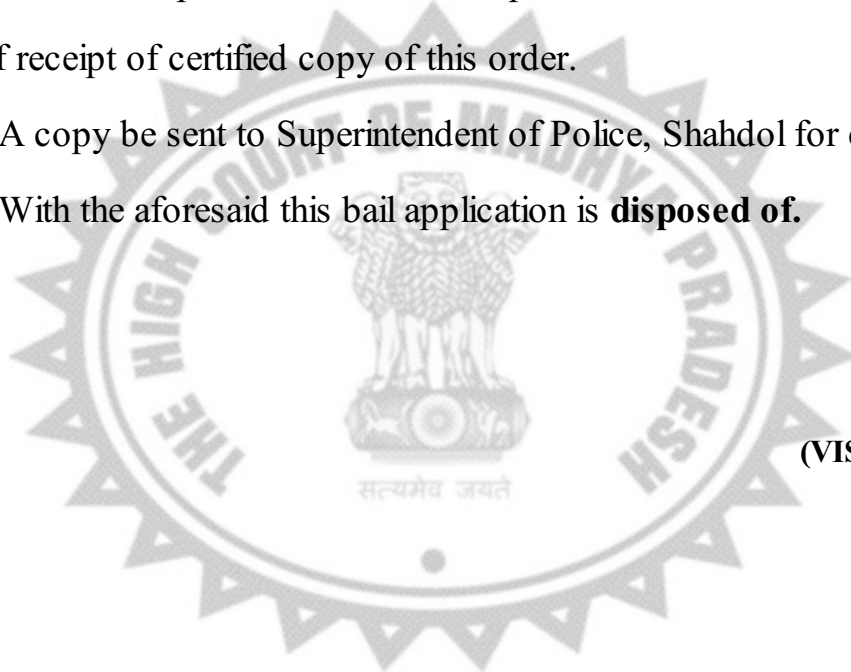 f receipt of certified copy of this order.
A copy be sent to Superintendent of Police, Shahdol for
With the aforesaid this bail application is disposed of.
THE HIGH COURT OF MADHYA PRADESH
(VIS
सत्यमेव जयते